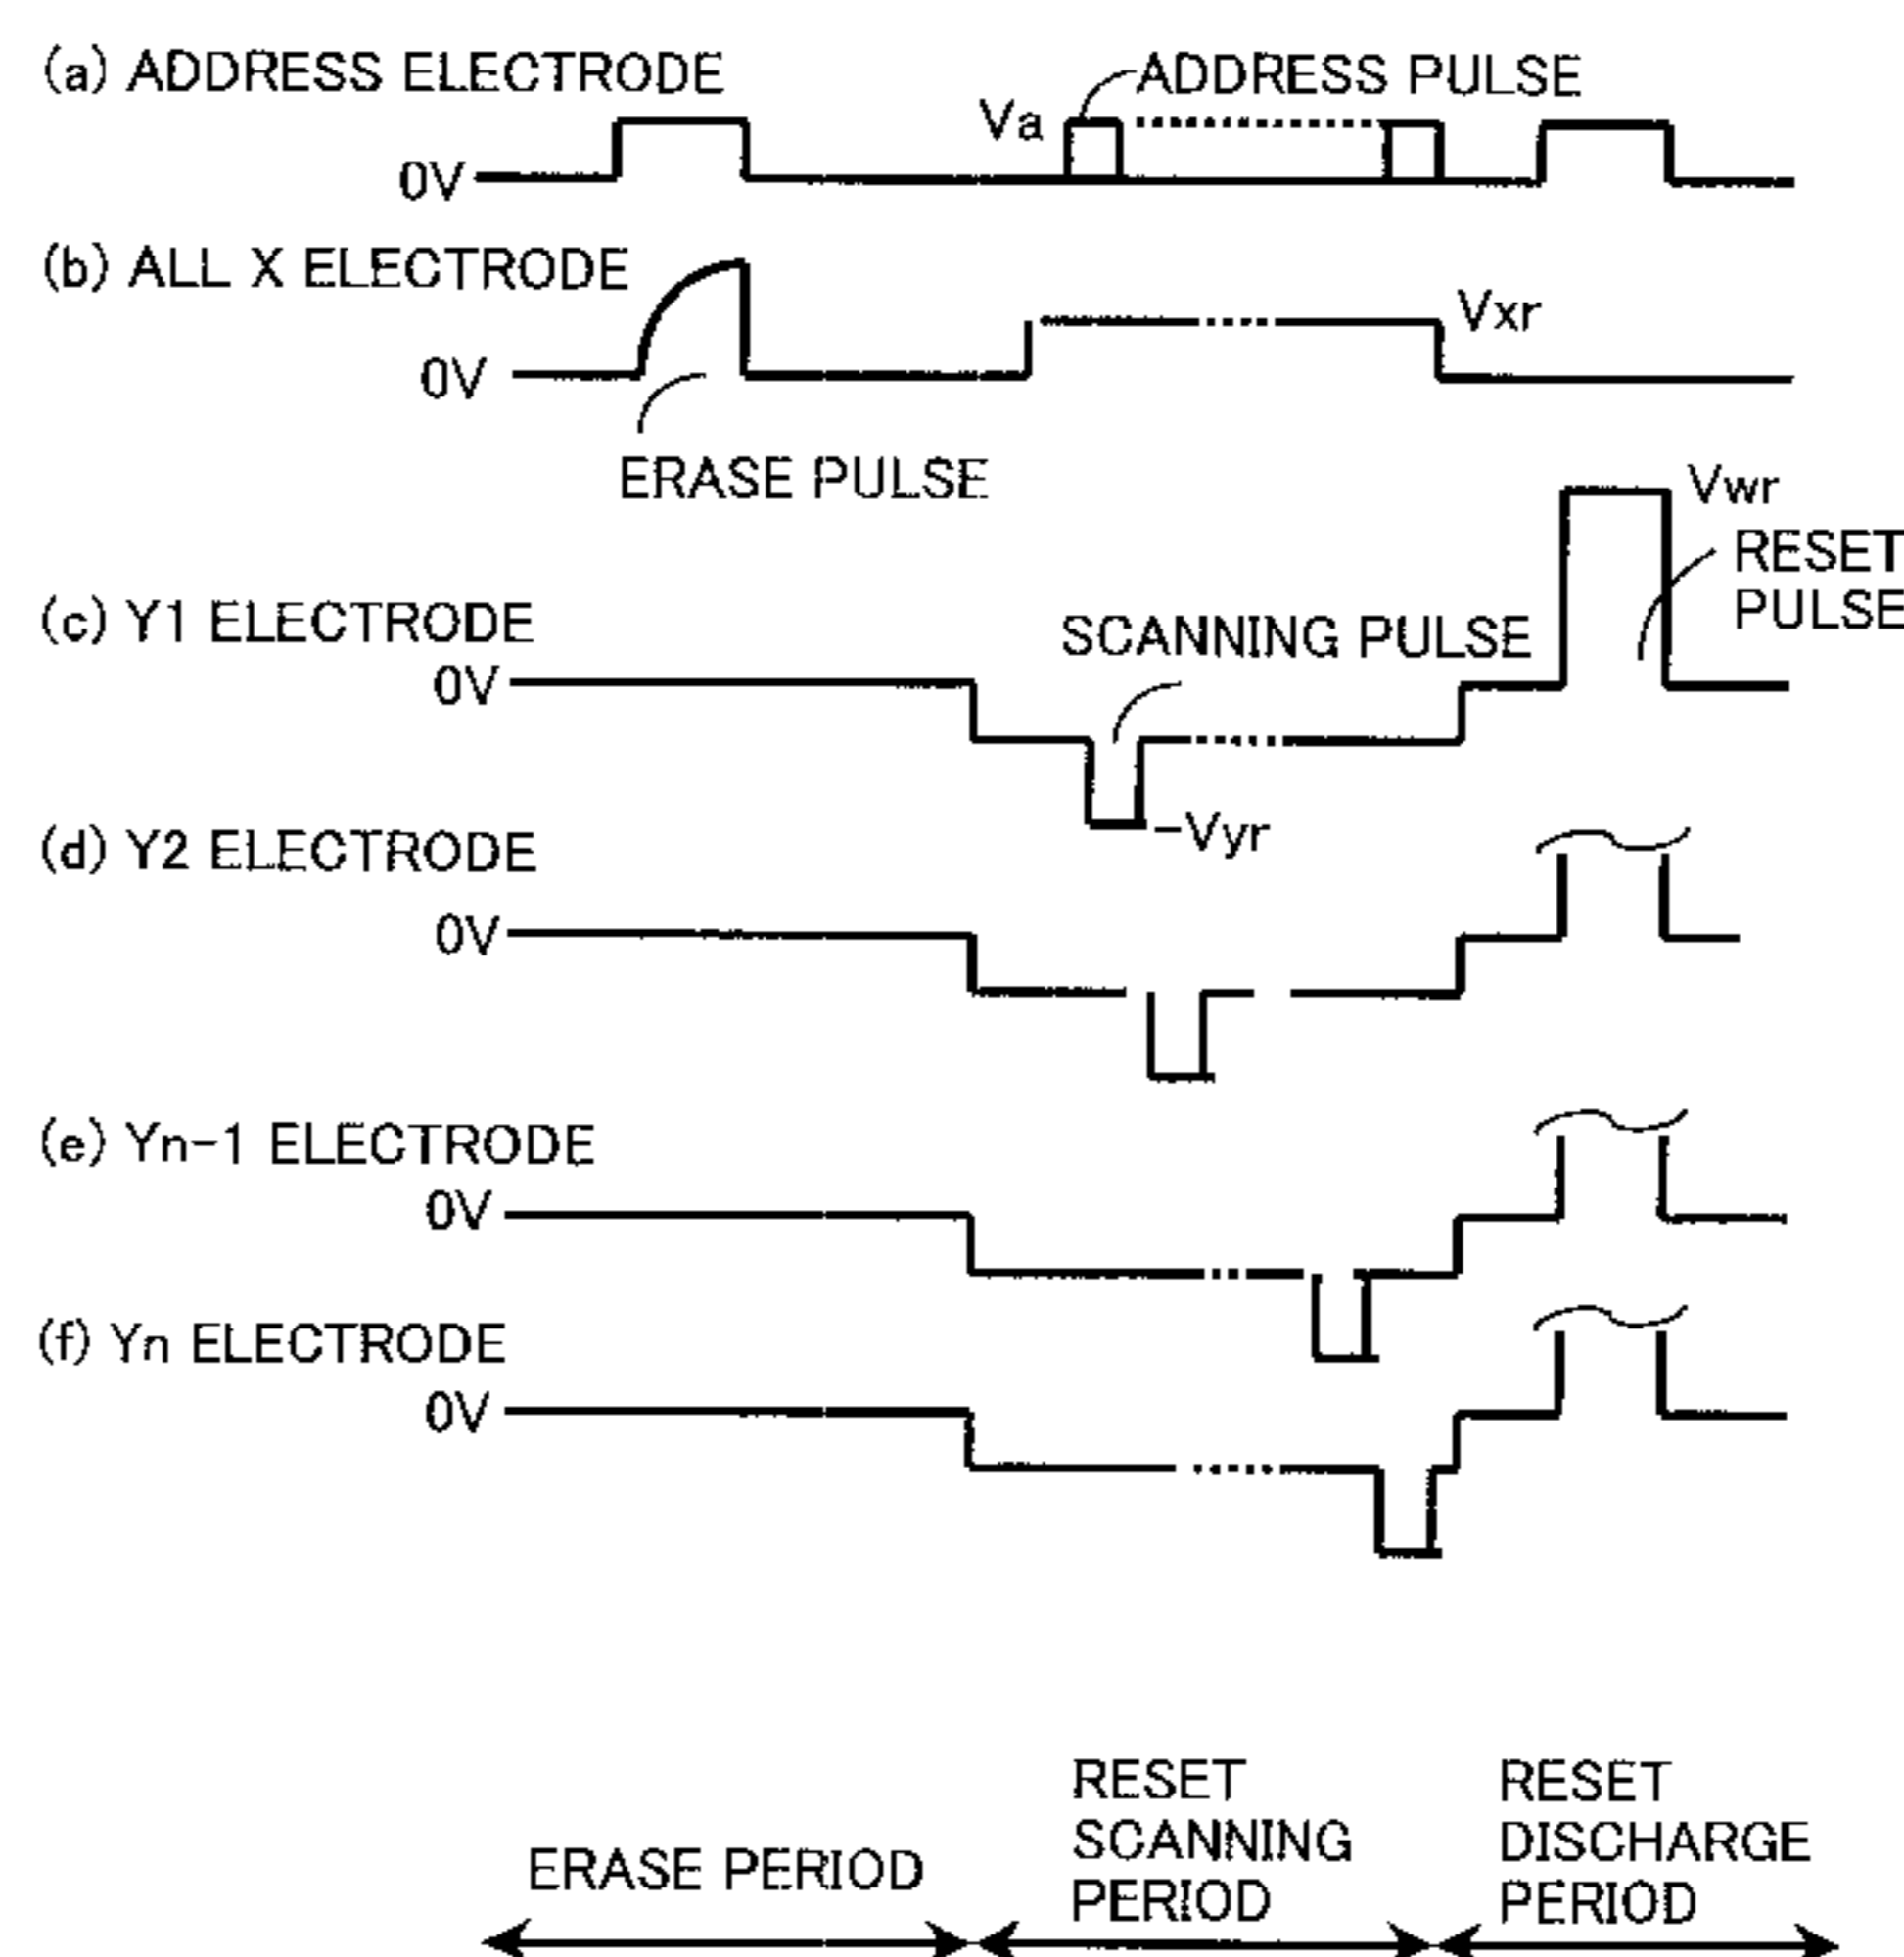 (a) ADDRESS ELECTRODE
ADDRESS PULSE
Va
0V
(b) ALL X ELECTRODE
Vxr
0V
ERASE PULSE
Vwr
RESET
PULSE
(c) Y1 ELECTRODE
SCANNING PULSE
0V
-Vyr
(d) Y2 ELECTRODE
0V
(e) Yn-1 ELECTRODE
0V
(f) Yn ELECTRODE
0V
ERASE PERIOD
RESET
SCANNING
PERIOD
RESET
DISCHARGE
PERIOD